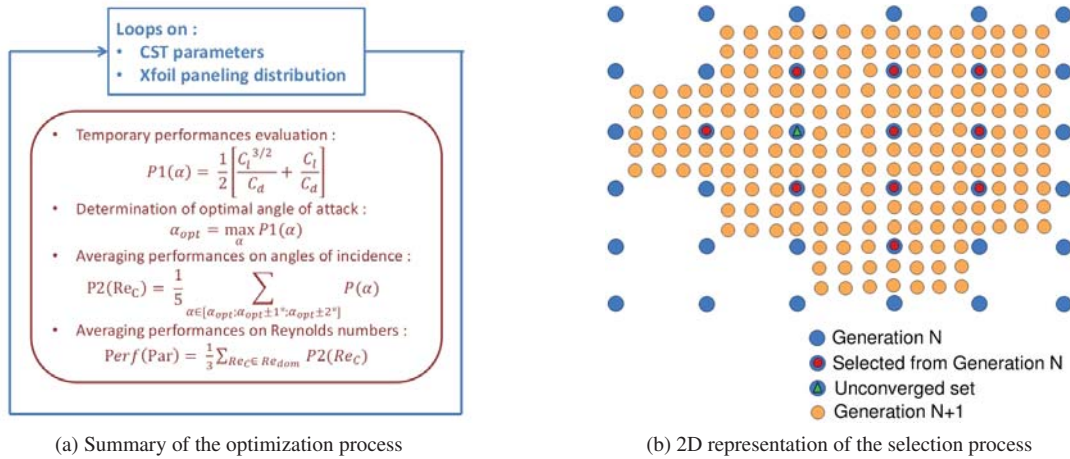 Loops on :
• CST parameters
• Xfoil paneling distribution
• Temporary performances evaluation :
P1(α) = 1/2 [C_l^{3/2}/C_d + C_l/C_d]
• Determination of optimal angle of attack :
α_opt = max_α P1(α)
• Averaging performances on angles of incidence :
P2(Re_C) = 1/5 ∑_{α∈[α_opt;α_opt±1°;α_opt±2°]} P(α)
• Averaging performances on Reynolds numbers :
Perf(Par) = 1/3 ∑_{Re_C∈ Re_dom} P2(Re_C)
(a) Summary of the optimization process
Generation N
Selected from Generation N
Unconverged set
Generation N+1
(b) 2D representation of the selection process